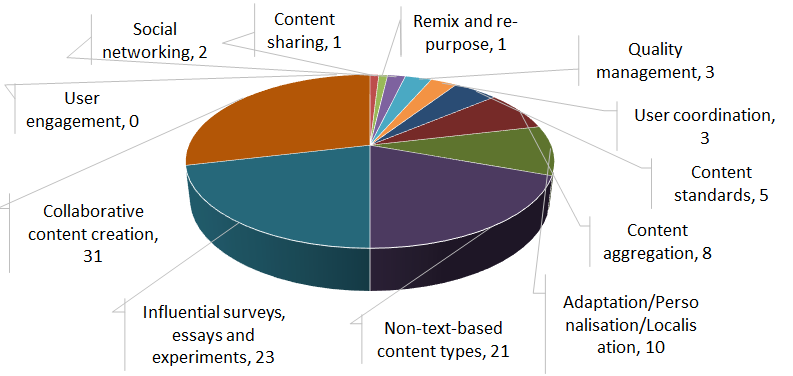 Social
networking, 2
Content
sharing, 1
Remix and re-
purpose, 1
Quality
management, 3
User
engagement, 0
User coordination,
3
Content
standards, 5
Collaborative
content creation,
31
Content
aggregation, 8
Influential surveys,
essays and
experiments, 23
Non-text-based
content types, 21
Adaptation/Perso
nalisation/Localis
ation, 10